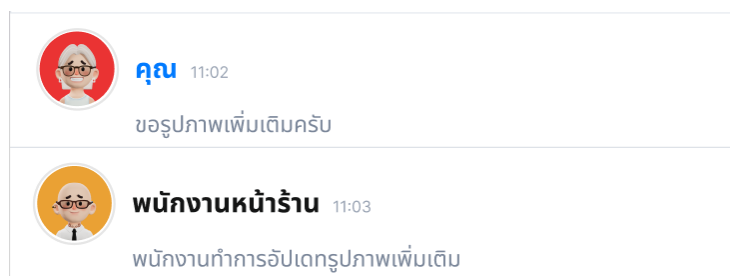 คุณ 11:02
ขอรูปภาพเพิ่มเติมครับ
พนักงานหน้าร้าน 11:03
พนักงานทำการอัปเดทรูปภาพเพิ่มเติม